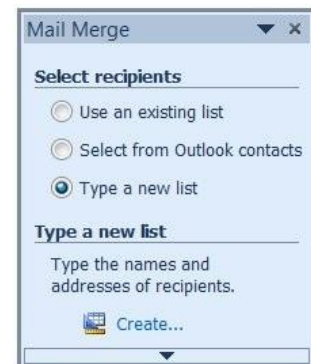 Mail Merge
Select recipients
Use an existing list
Select from Outlook contacts
Type a new list
Type a new list
Type the names and
addresses of recipients.
Create...